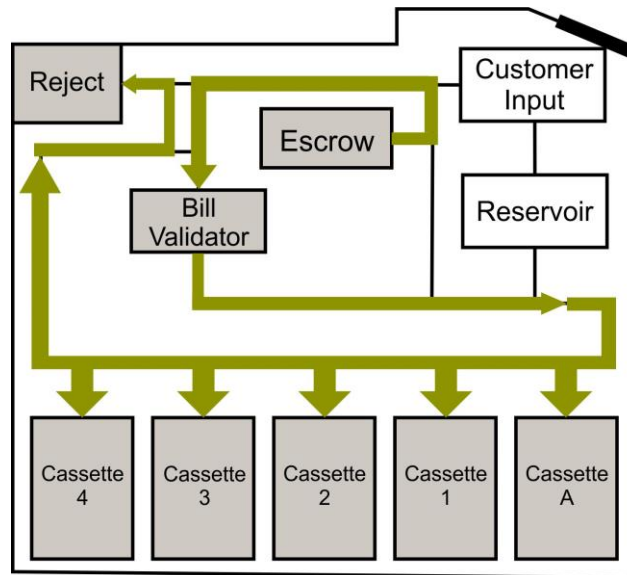 Reject
Customer
Input
Escrow
Bill
Validator
Reservoir
Cassette
4
Cassette
3
Cassette
2
Cassette
1
Cassette
A